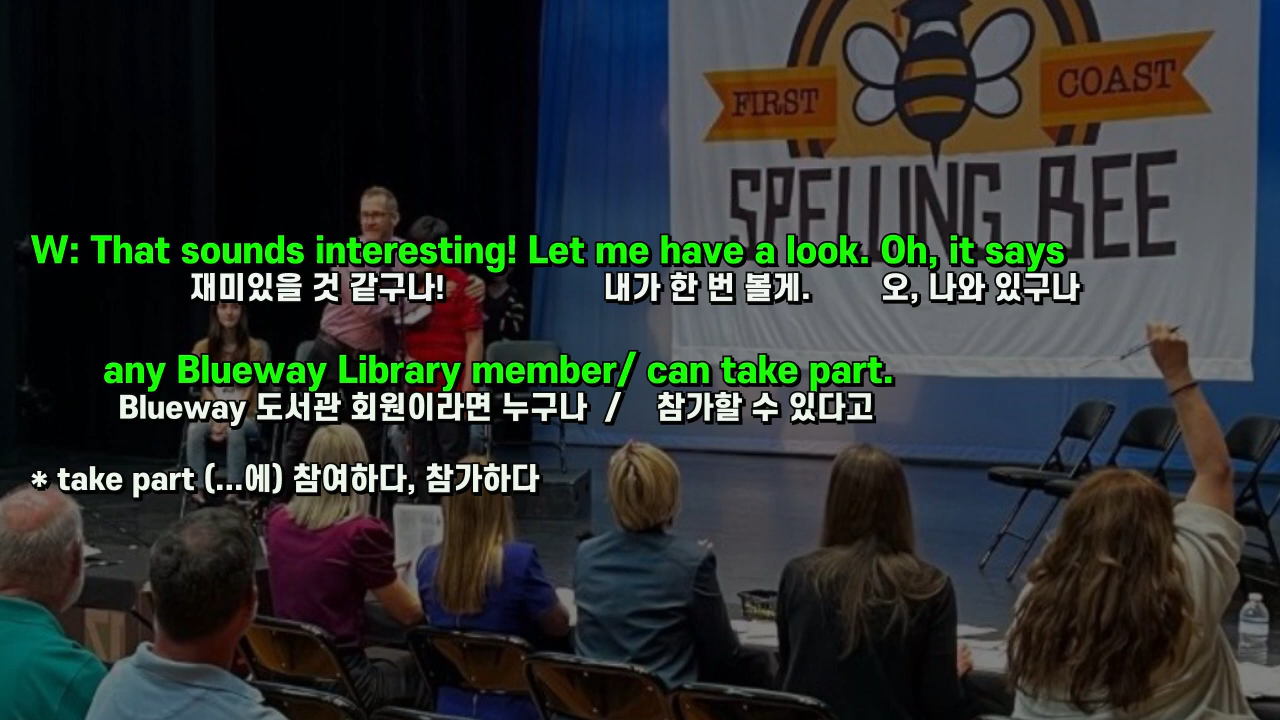 FIRST COAST
SPELLING BEE
W: That sounds interesting! Let me have a look. Oh, it says
재미있을 것 같구나! 내가 한 번 볼게. 오, 나와 있구나
any Blueway Library member/ can take part.
Blueway 도서관 회원이라면 누구나 / 참가할 수 있다고
* take part (...에) 참여하다, 참가하다